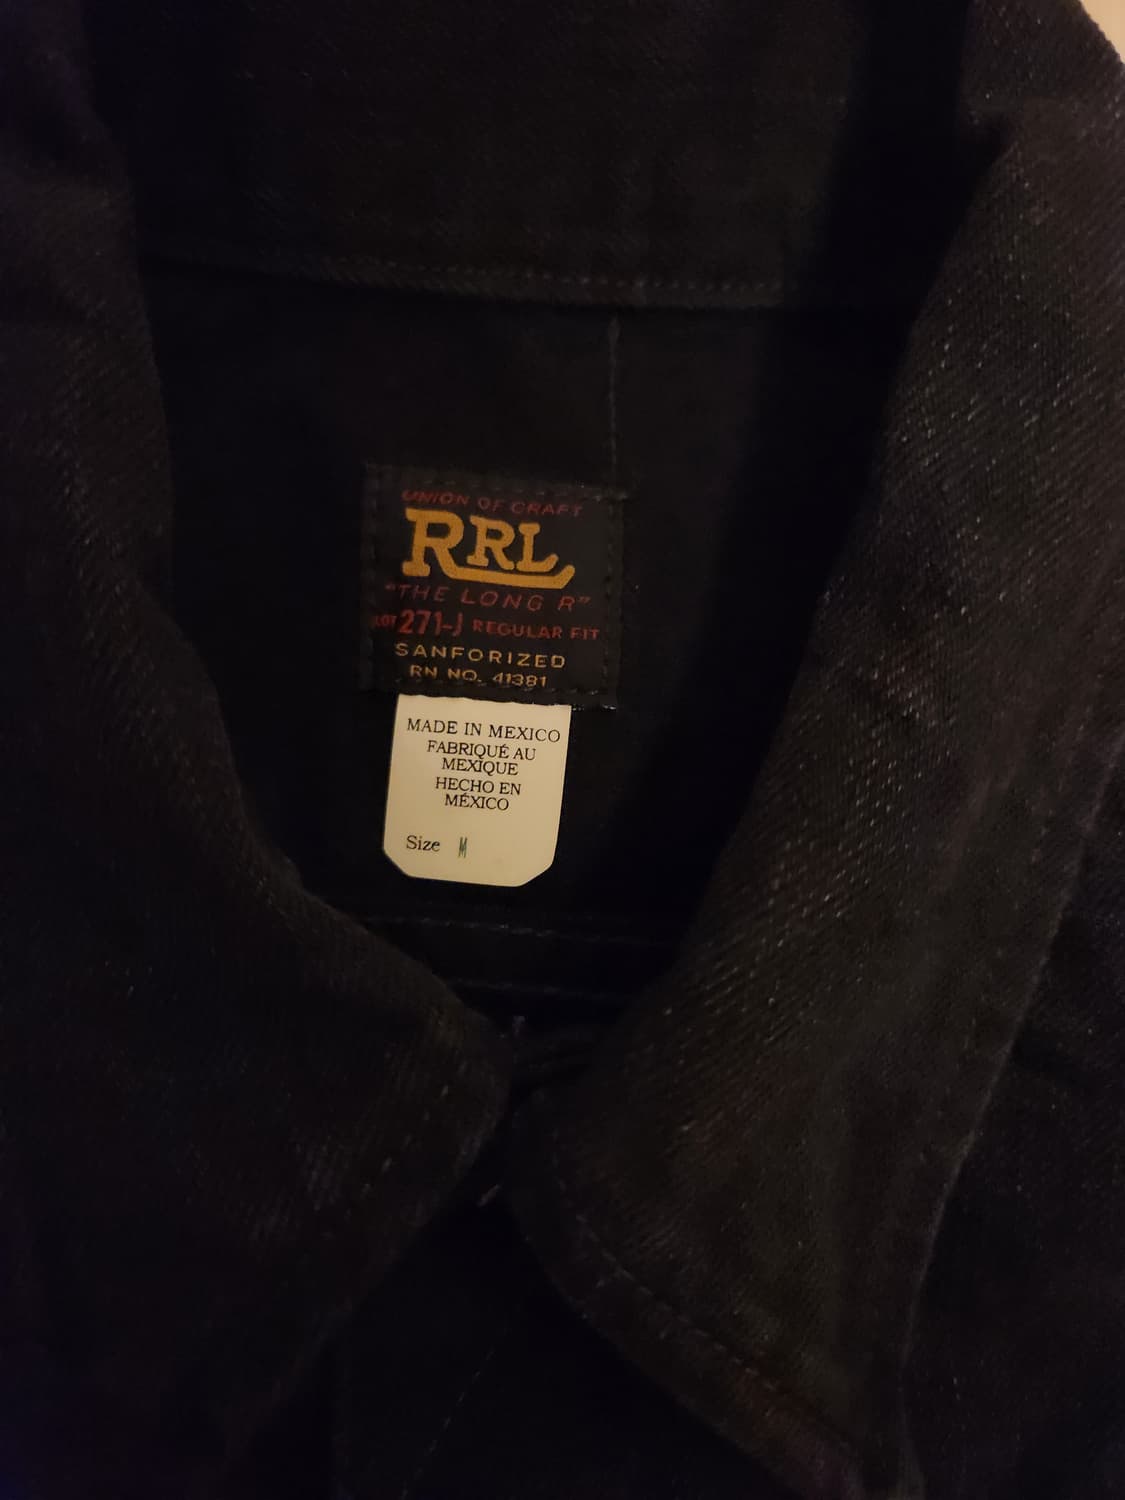 UNION OF CRAFT
RRL
"THE LONG R"
LOT 271-J REGULAR FIT
SANFORIZED
RN NO. 41381
MADE IN MEXICO
FABRIQUÉ AU
MEXIQUE
HECHO EN
MÉXICO
Size M